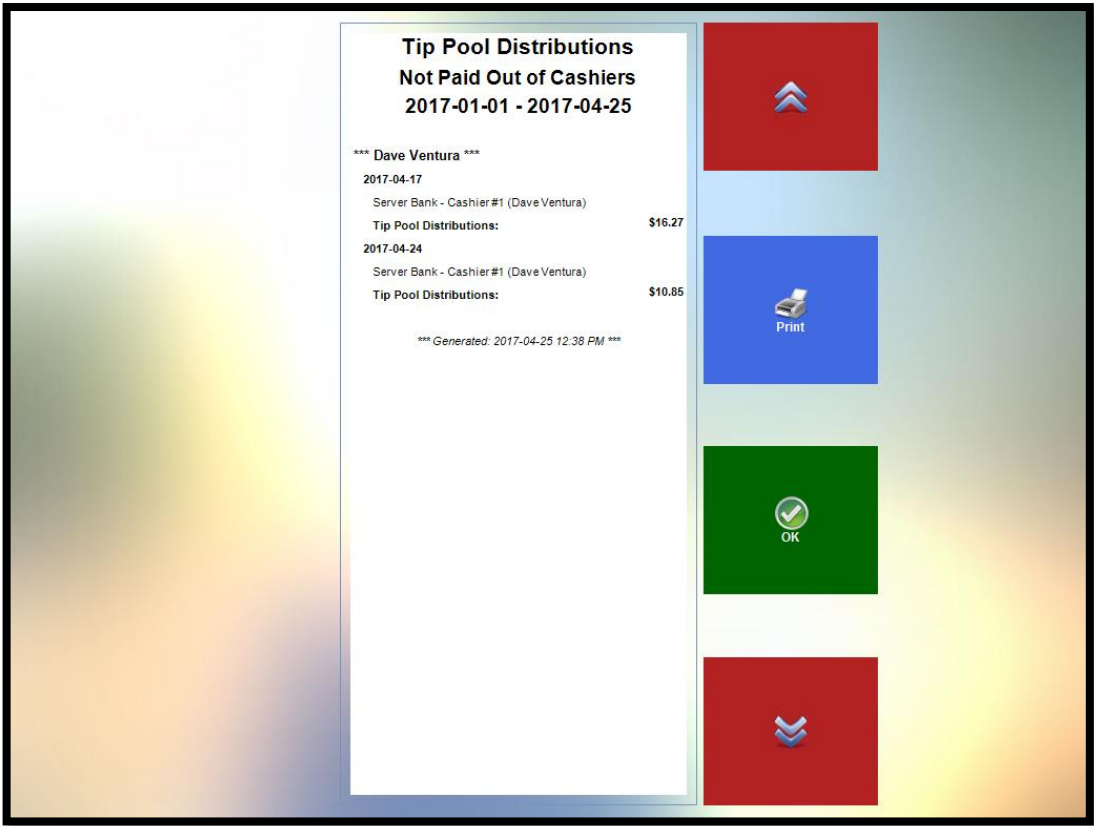 Tip Pool Distributions
Not Paid Out of Cashiers
2017-01-01 - 2017-04-25
*** Dave Ventura ***
2017-04-17
Server Bank - Cashier #1 (Dave Ventura)
Tip Pool Distributions: $16.27
2017-04-24
Server Bank - Cashier #1 (Dave Ventura)
Tip Pool Distributions: $10.85
*** Generated: 2017-04-25 12:38 PM ***
Print
OK